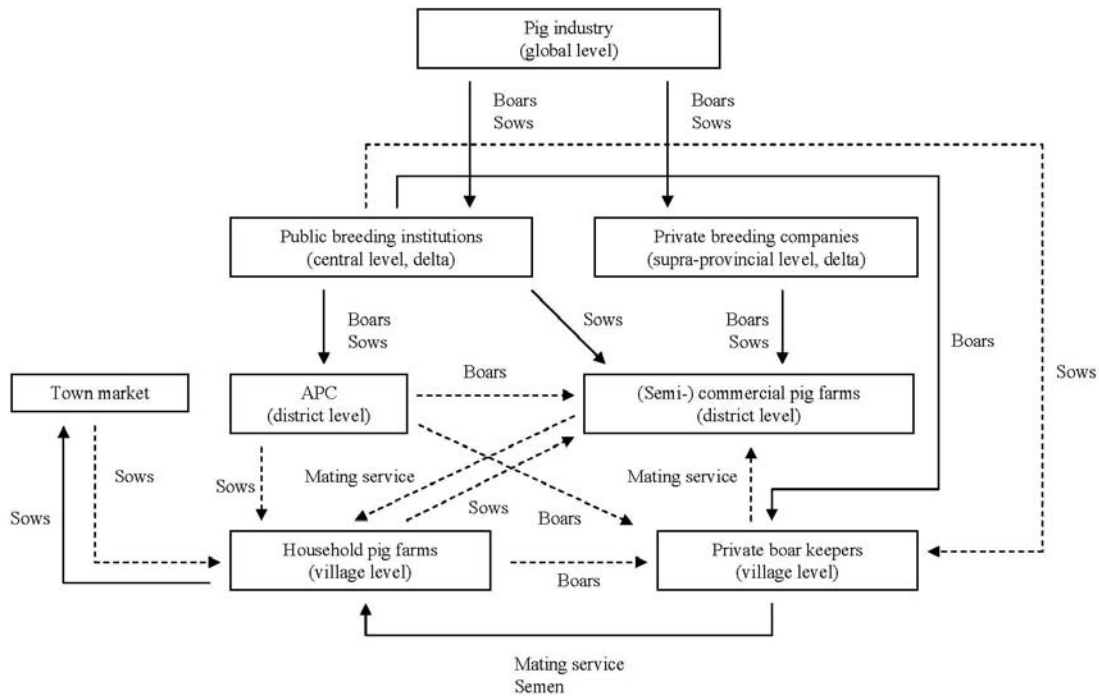 Pig industry
(global level)
Boars
Sows
Boars
Sows
Public breeding institutions
(central level, delta)
Private breeding companies
(supra-provincial level, delta)
Boars
Sows
Sows
Boars
Sows
Boars
Sows
Town market
APC
(district level)
Boars
(Semi-) commercial pig farms
(district level)
Sows
Sows
Mating service
Mating service
Sows
Sows
Boars
Household pig farms
(village level)
Boars
Private boar keepers
(village level)
Mating service
Semen